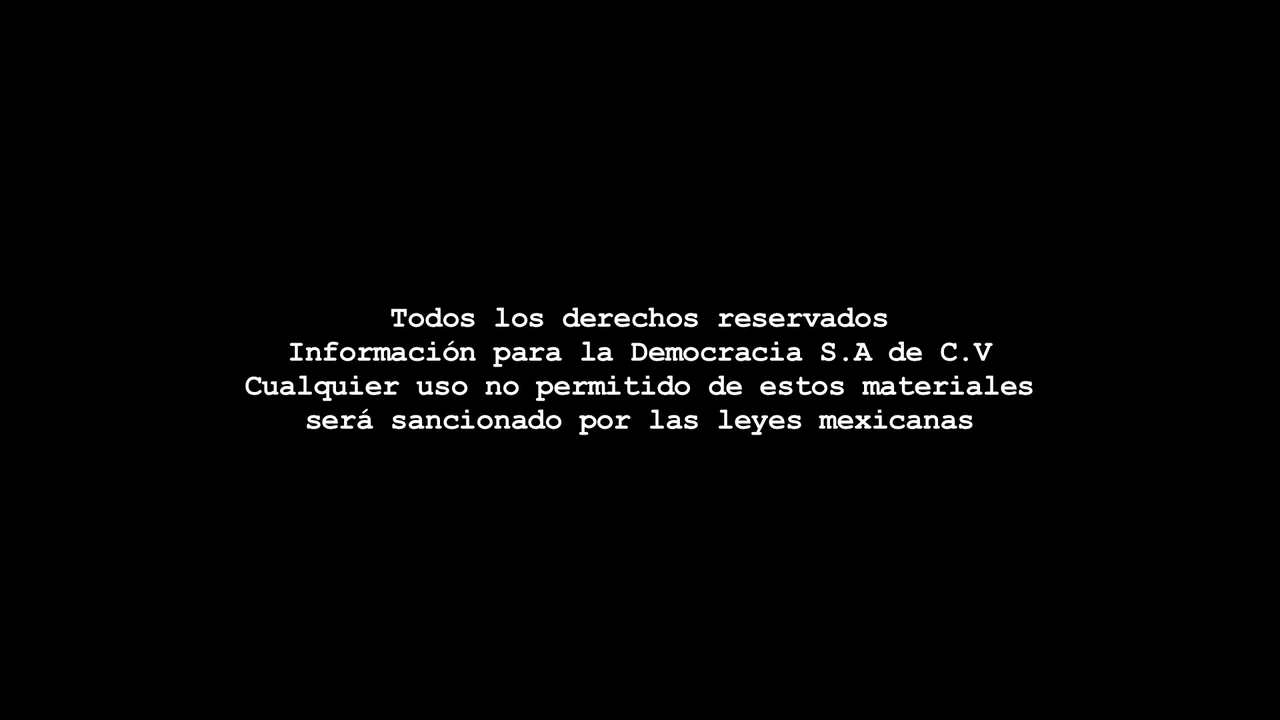 Todos los derechos reservados
Información para la Democracia S.A de C.V
Cualquier uso no permitido de estos materiales
será sancionado por las leyes mexicanas